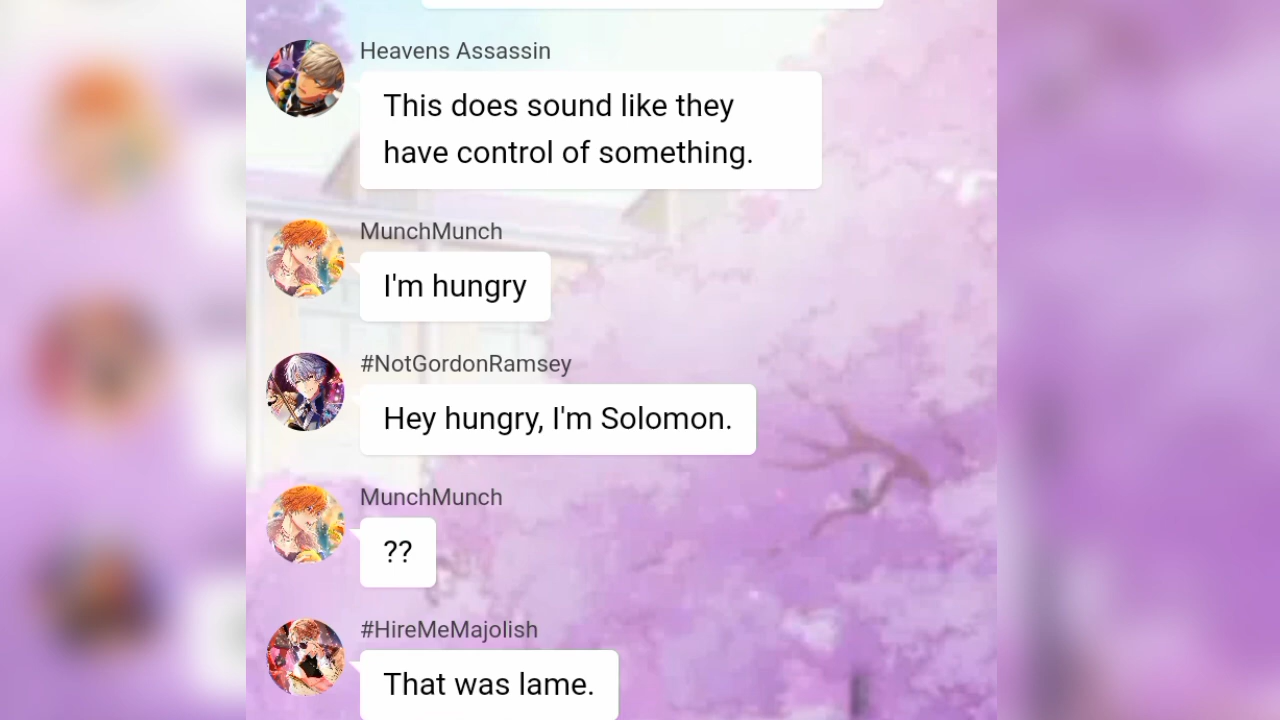 Heavens Assassin
This does sound like they
have control of something.
MunchMunch
I'm hungry
#NotGordonRamsey
Hey hungry, I'm Solomon.
MunchMunch
??
#HireMeMajolish
That was lame.